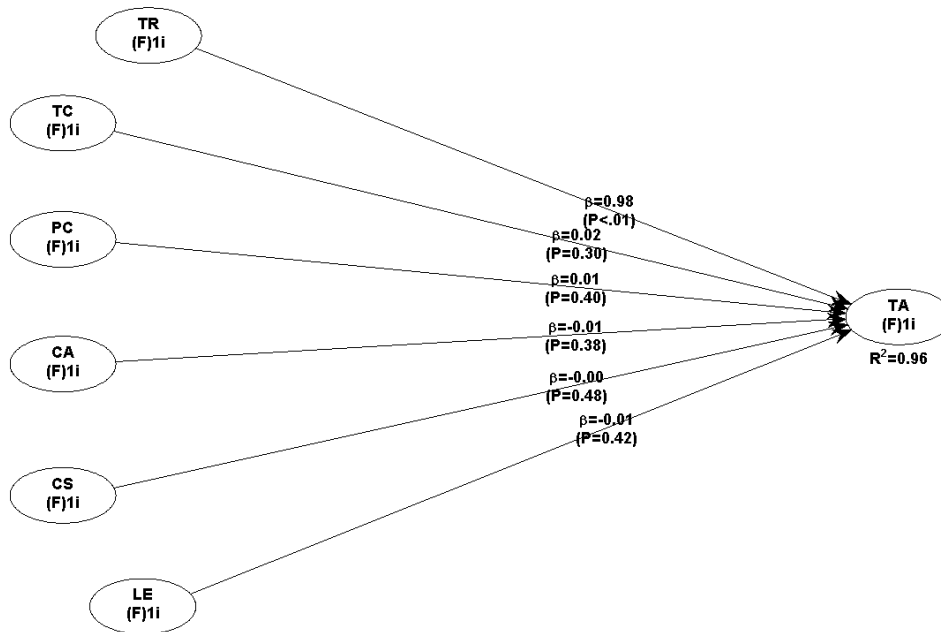 TR
(F)1i
TC
(F)1i
β=0.98
(P<.01)
β=0.02
(P=0.30)
PC
(F)1i
β=0.01
(P=0.40)
TA
(F)1i
R²=0.96
β=-0.01
(P=0.38)
CA
(F)1i
β=-0.00
(P=0.48)
β=-0.01
(P=0.42)
CS
(F)1i
LE
(F)1i